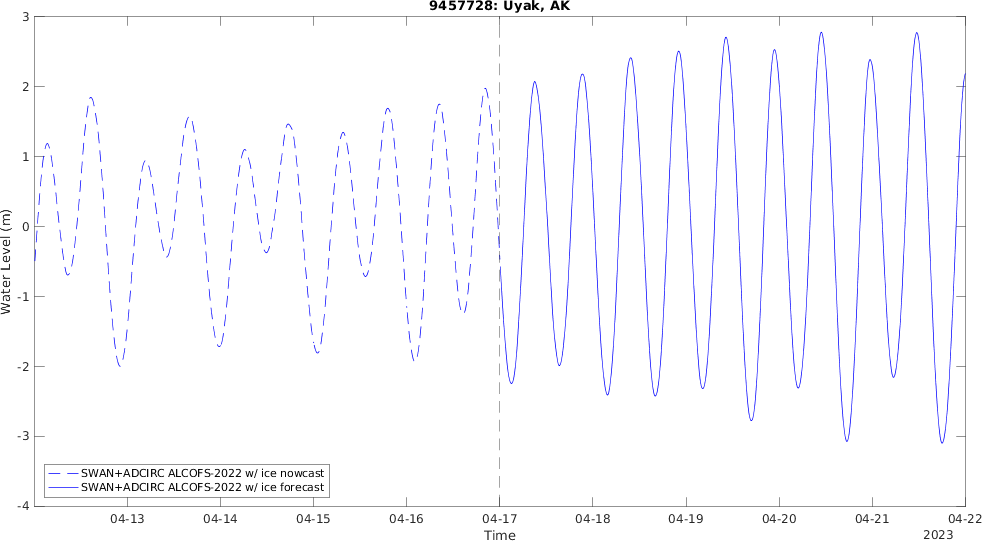 9457728: Uyak, AK
Water Level (m)
3
2
1
0
-1
-2
-3
-4
SWAN+ADCIRC ALCOFS-2022 w/ ice nowcast
SWAN+ADCIRC ALCOFS-2022 w/ ice forecast
04-13 04-14 04-15 04-16 04-17 04-18 04-19 04-20 04-21 04-22
Time
2023